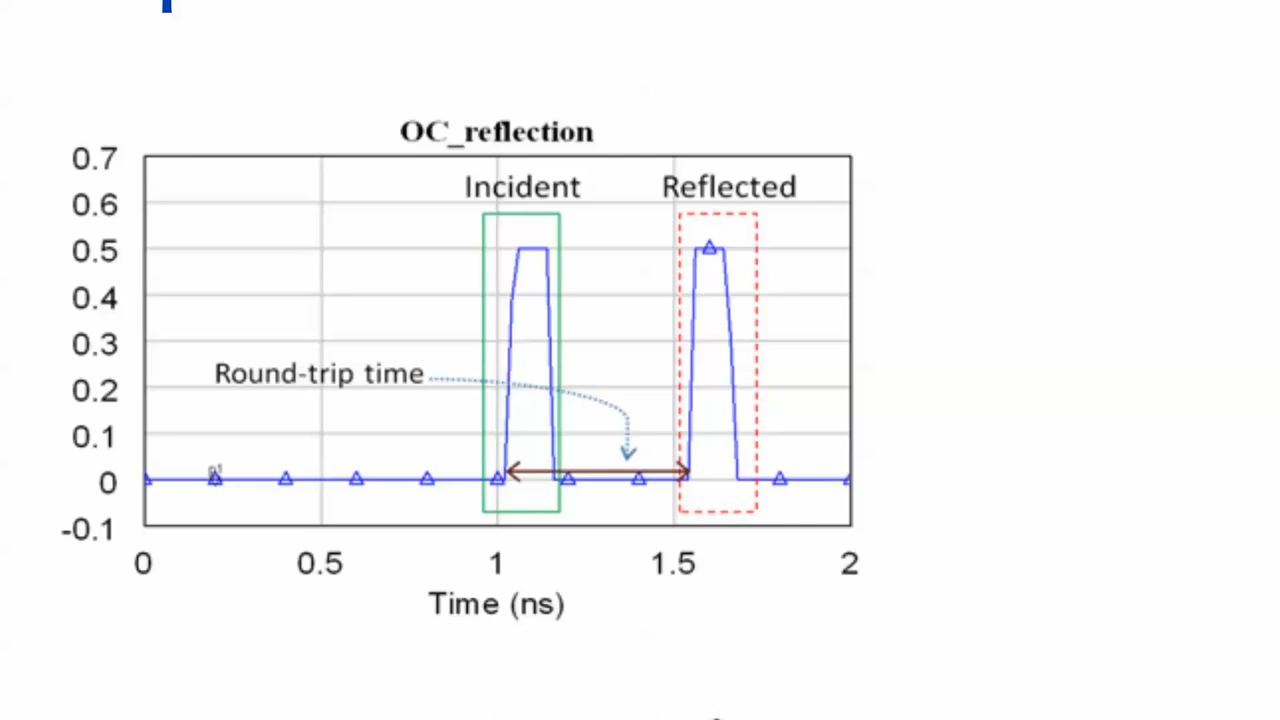 OC_reflection
0.7
Incident
Reflected
0.6
0.5
0.4
0.3
Round-trip time
0.2
0.1
p1
0
-0.1
0 0.5 1 1.5 2
Time (ns)